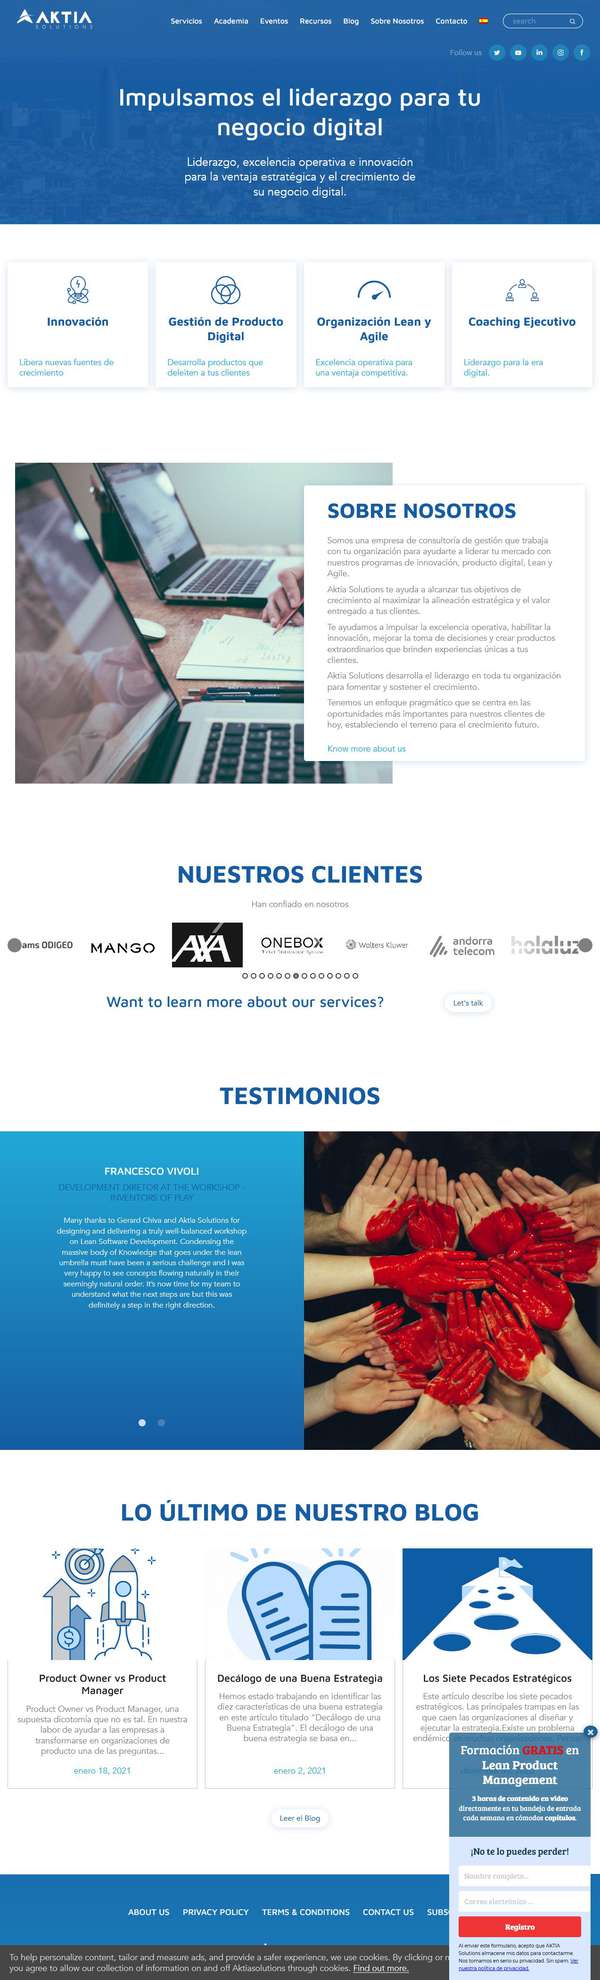 AKTIA
SOLUTIONS
Servicios Academia Eventos Recursos Blog Sobre Nosotros Contacto search
Follow us
Impulsamos el liderazgo para tu
negocio digital
Liderazgo, excelencia operativa e innovación
para la ventaja estratégica y el crecimiento de
su negocio digital.
Innovación
Libera nuevas fuentes de
crecimiento
Gestión de Producto
Digital
Desarrolla productos que
deleiten a tus clientes
Organización Lean y
Agile
Excelencia operativa para
una ventaja competitiva.
Coaching Ejecutivo
Liderazgo para la era
digital.
SOBRE NOSOTROS
Somos una empresa de consultoría de gestión que trabaja
con tu organización para ayudarte a liderar tu mercado con
nuestros programas de innovación, producto digital, Lean y
Agile.
Aktia Solutions te ayuda a alcanzar tus objetivos de
crecimiento al maximizar la alineación estratégica y el valor
entregado a tus clientes.
Te ayudamos a impulsar la excelencia operativa, habilitar la
innovación, mejorar la toma de decisiones y crear productos
extraordinarios que brinden experiencias únicas a tus
clientes.
Aktia Solutions desarrolla el liderazgo en toda tu organización
para fomentar y sostener el crecimiento.
Tenemos un enfoque pragmático que se centra en las
oportunidades más importantes para nuestros clientes de
hoy, estableciendo el terreno para el crecimiento futuro.
Know more about us
NUESTROS CLIENTES
Han confiado en nosotros
ams ODIGEO
MANGO
AXA
ONEBOX
Wolters Kluwer
andorra
telecom
holaluz
Want to learn more about our services?
Let's talk
TESTIMONIOS
FRANCESCO VIVOLI
DEVELOPMENT DIRETOR AT THE WORKSHOP -
INVENTORS OF PLAY
Many thanks to Gerard Chiva and Aktia Solutions for
designing and delivering a truly well-balanced workshop
on Lean Software Development. Condensing the
massive body of Knowledge that goes under the lean
umbrella must have been a serious challenge and I was
very happy to see concepts flowing naturally in their
seemingly natural order. It's now time for my team to
understand what the next steps are but this was
definitely a step in the right direction.
LO ÚLTIMO DE NUESTRO BLOG
Product Owner vs Product
Manager
Product Owner vs Product Manager, una
supuesta dicotomía que no es tal. En nuestra
labor de ayudar a las empresas a
transformarse en organizaciones de
producto una de las preguntas...
enero 18, 2021
Decálogo de una Buena Estrategia
Hemos estado trabajando en identificar las
diez características de una buena estrategia
en este artículo titulado "Decálogo de una
Buena Estrategia". El decálogo de una
buena estrategia se basa en...
enero 2, 2021
Los Siete Pecados Estratégicos
Este artículo describe los siete pecados
estratégicos. Las principales trampas en las
que caen las organizaciones al diseñar y
ejecutar la estrategia.Existe un problema
Leer el Blog
Formación GRATIS en
Lean Product
Management
3 horas de contenido en video
directamente en tu bandeja de entrada
cada semana en cómodos capítulos.
¡No te lo puedes perder!
Nombre completo...
Correo electrónico ...
Registro
Al enviar este formulario, acepto que AKTIA
Solutions almacene mis datos para contactarme.
Nos tomamos en serio su privacidad. Sin spam. Ver
nuestra política de privacidad.
ABOUT US PRIVACY POLICY TERMS & CONDITIONS CONTACT US
To help personalize content, tailor and measure ads, and provide a safer experience, we use cookies. By clicking or
you agree to allow our collection of information on and off Aktiasolutions through cookies. Find out more.